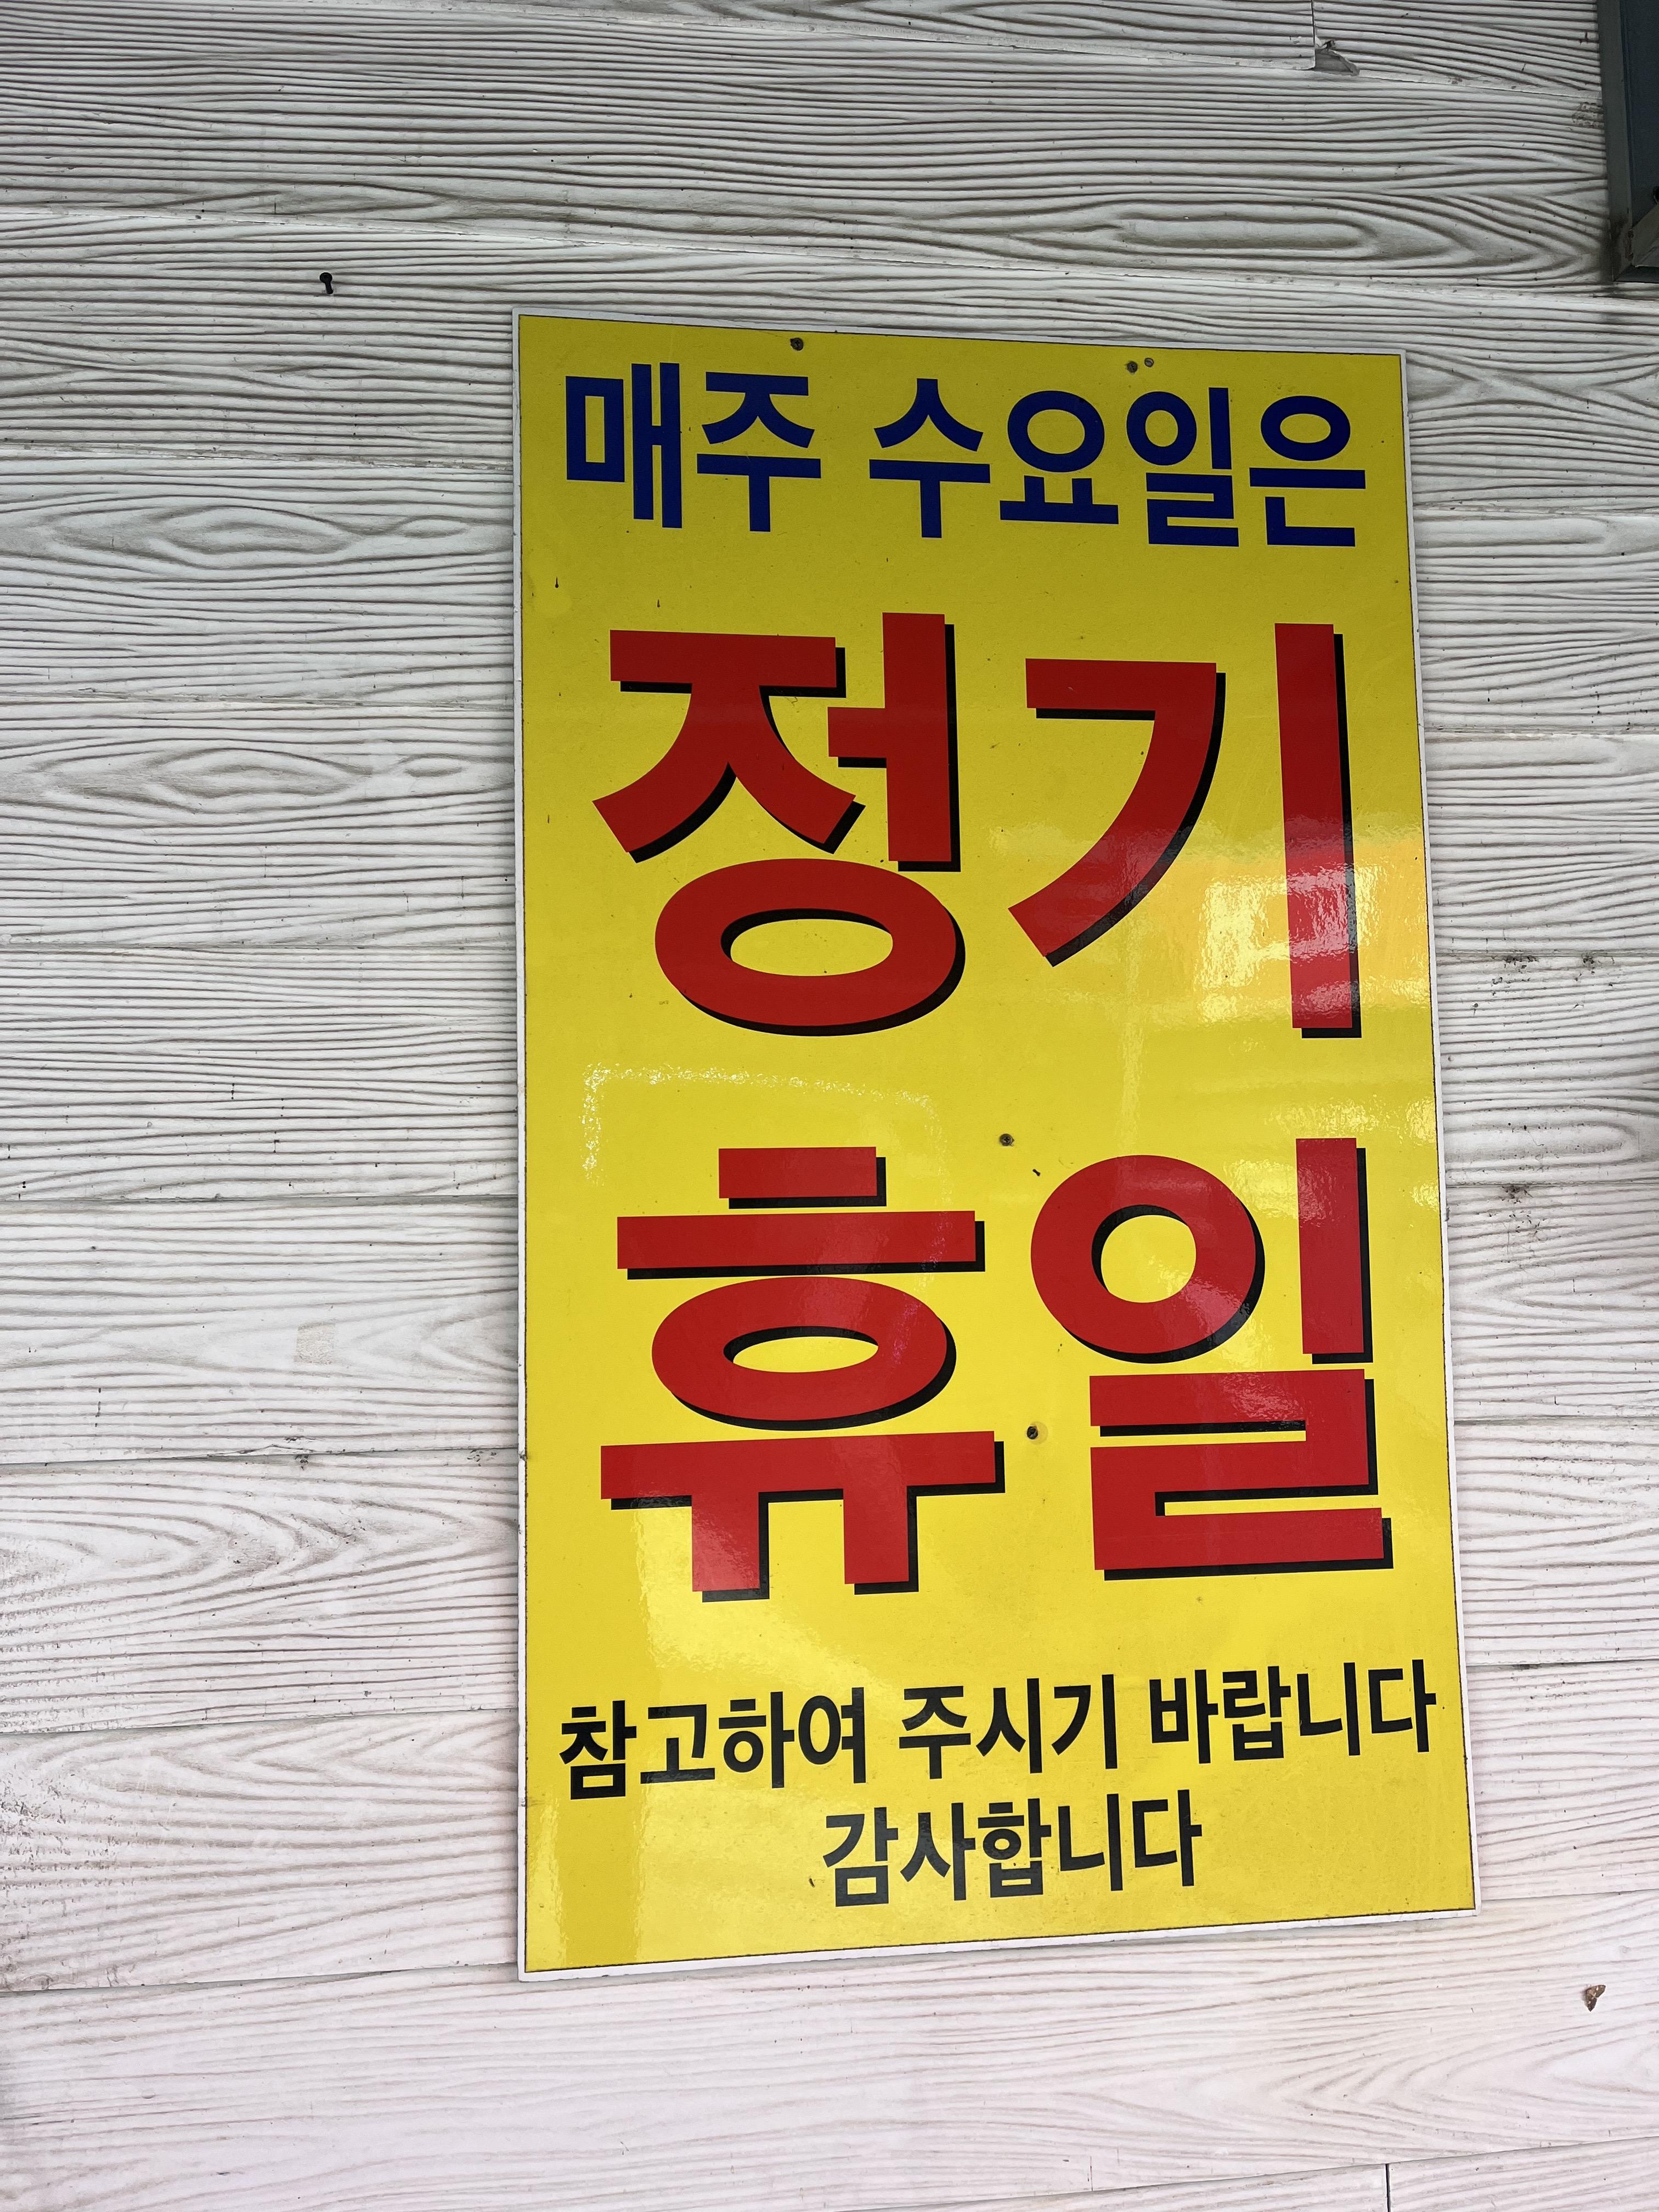 매주 수요일은
정기
휴일
참고하여 주시기 바랍니다
감사합니다